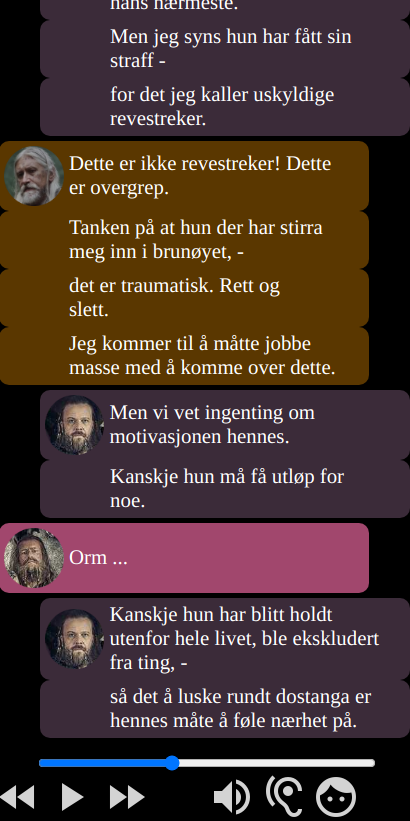 hans nærmeste.
Men jeg syns hun har fått sin
straff -
for det jeg kaller uskyldige
revestreker.
Dette er ikke revestreker! Dette
er overgrep.
Tanken på at hun der har stirra
meg inn i brunøyet, -
det er traumatisk. Rett og
slett.
Jeg kommer til å måtte jobbe
masse med å komme over dette.
Men vi vet ingenting om
motivasjonen hennes.
Kanskje hun må få utløp for
noe.
Orm ...
Kanskje hun har blitt holdt
utenfor hele livet, ble ekskludert
fra ting, -
så det å luske rundt dostanga er
hennes måte å føle nærhet på.